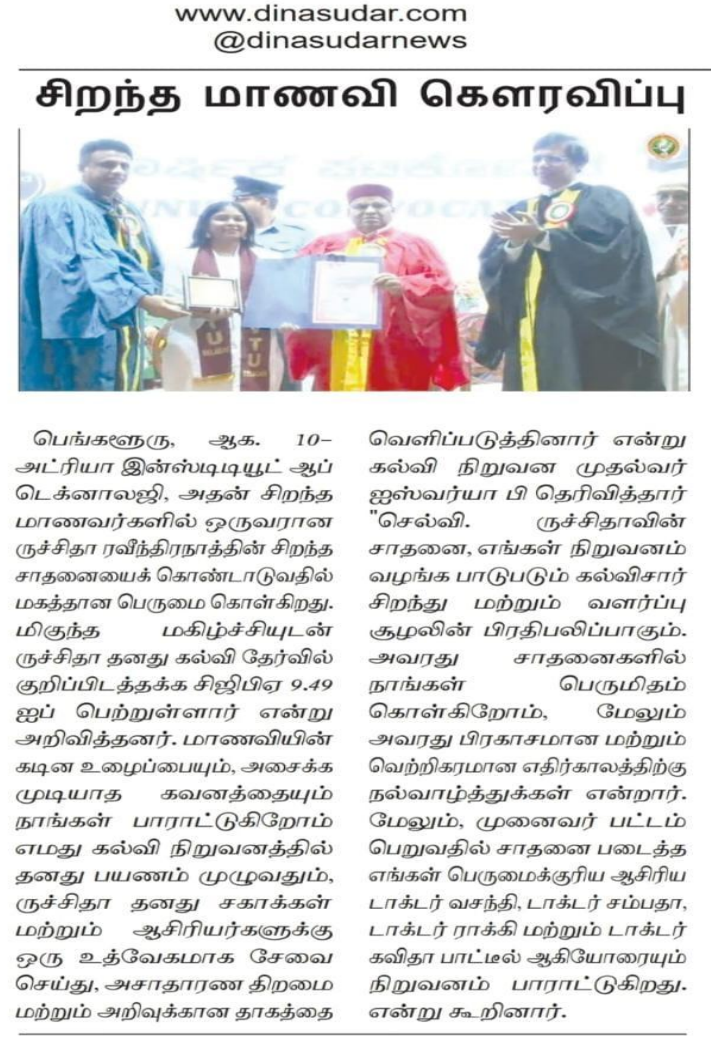 www.dinasudar.com
@dinasudarnews
சிறந்த மாணவி கௌரவிப்பு
பெங்களூரு, ஆக. 10–
அட்ரியா இன்ஸ்டிடியூட் ஆப்
டெக்னாலஜி, அதன் சிறந்த
மாணவர்களில் ஒருவரான
ருச்சிதா ரவீந்திரநாத்தின் சிறந்த
சாதனையைக் கொண்டாடுவதில்
மகத்தான பெருமை கொள்கிறது.
மிகுந்த மகிழ்ச்சியுடன்
ருச்சிதா தனது கல்வி தேர்வில்
குறிப்பிடத்தக்க சிஜிபிஏ 9.49
ஐப் பெற்றுள்ளார் என்று
அறிவித்தனர். மாணவியின்
கடின உழைப்பையும், அசைக்க
முடியாத கவனத்தையும்
நாங்கள் பாராட்டுகிறோம்
எமது கல்வி நிறுவனத்தில்
தனது பயணம் முழுவதும்,
ருச்சிதா தனது சகாக்கள்
மற்றும் ஆசிரியர்களுக்கு
ஒரு உத்வேகமாக சேவை
செய்து, அசாதாரண திறமை
மற்றும் அறிவுக்கான தாகத்தை
வெளிப்படுத்தினார் என்று
கல்வி நிறுவன முதல்வர்
ஐஸ்வர்யா பி தெரிவித்தார்
"செல்வி. ருச்சிதாவின்
சாதனை, எங்கள் நிறுவனம்
வழங்க பாடுபடும் கல்விசார்
சிறந்து மற்றும் வளர்ப்பு
சூழலின் பிரதிபலிப்பாகும்.
அவரது சாதனைகளில்
நாங்கள் பெருமிதம்
கொள்கிறோம், மேலும்
அவரது பிரகாசமான மற்றும்
வெற்றிகரமான எதிர்காலத்திற்கு
நல்வாழ்த்துக்கள் என்றார்.
மேலும், முனைவர் பட்டம்
பெறுவதில் சாதனை படைத்த
எங்கள் பெருமைக்குரிய ஆசிரிய
டாக்டர் வசந்தி, டாக்டர் சம்பதா,
டாக்டர் ராக்கி மற்றும் டாக்டர்
கவிதா பாட்டீல் ஆகியோரையும்
நிறுவனம் பாராட்டுகிறது.
என்று கூறினார்.